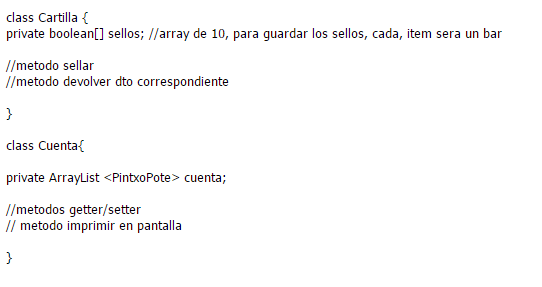 class Cartilla {
private boolean[] sellos; //array de 10, para guardar los sellos, cada, item sera un bar
//metodo sellar
//metodo devolver dto correspondiente
}
class Cuenta{
private ArrayList <PintxoPote> cuenta;
//metodos getter/setter
// metodo imprimir en pantalla
}